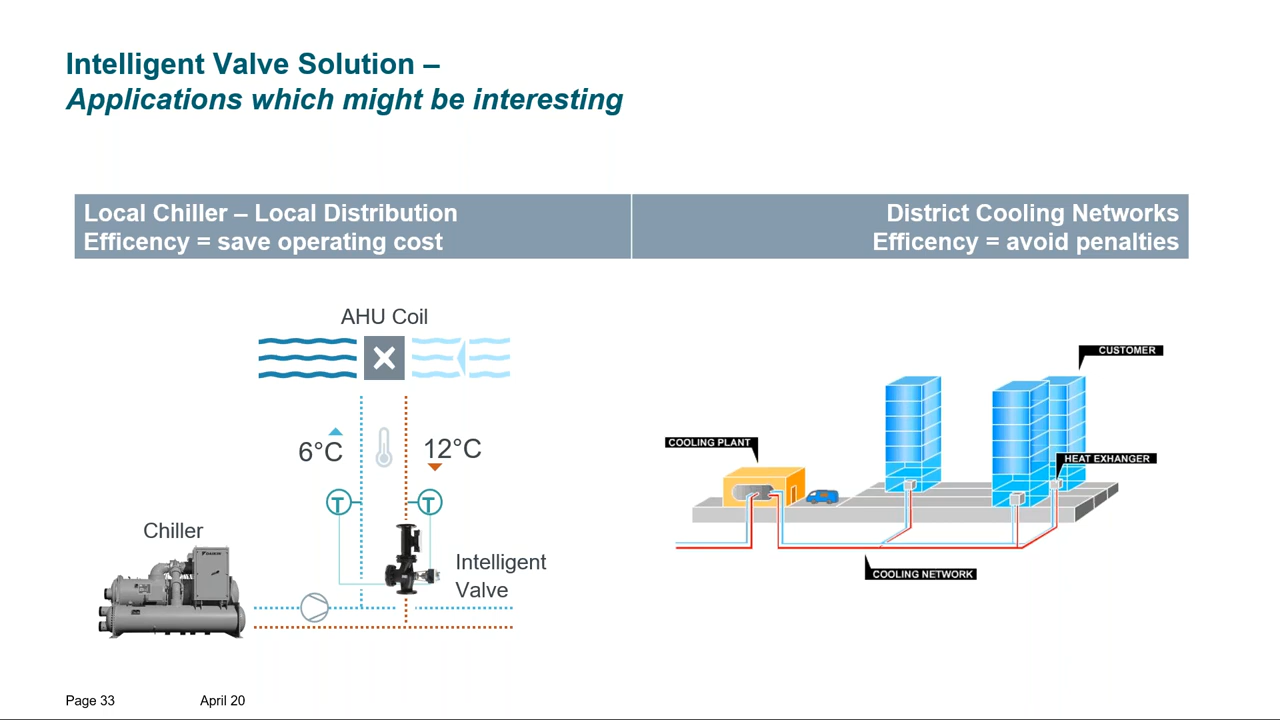 Intelligent Valve Solution –
Applications which might be interesting
Local Chiller – Local Distribution
Efficency = save operating cost
District Cooling Networks
Efficency = avoid penalties
AHU Coil
6°C
12°C
T
T
Chiller
Intelligent
Valve
CUSTOMER
COOLING PLANT
HEAT EXHANGER
COOLING NETWORK
Page 33
April 20